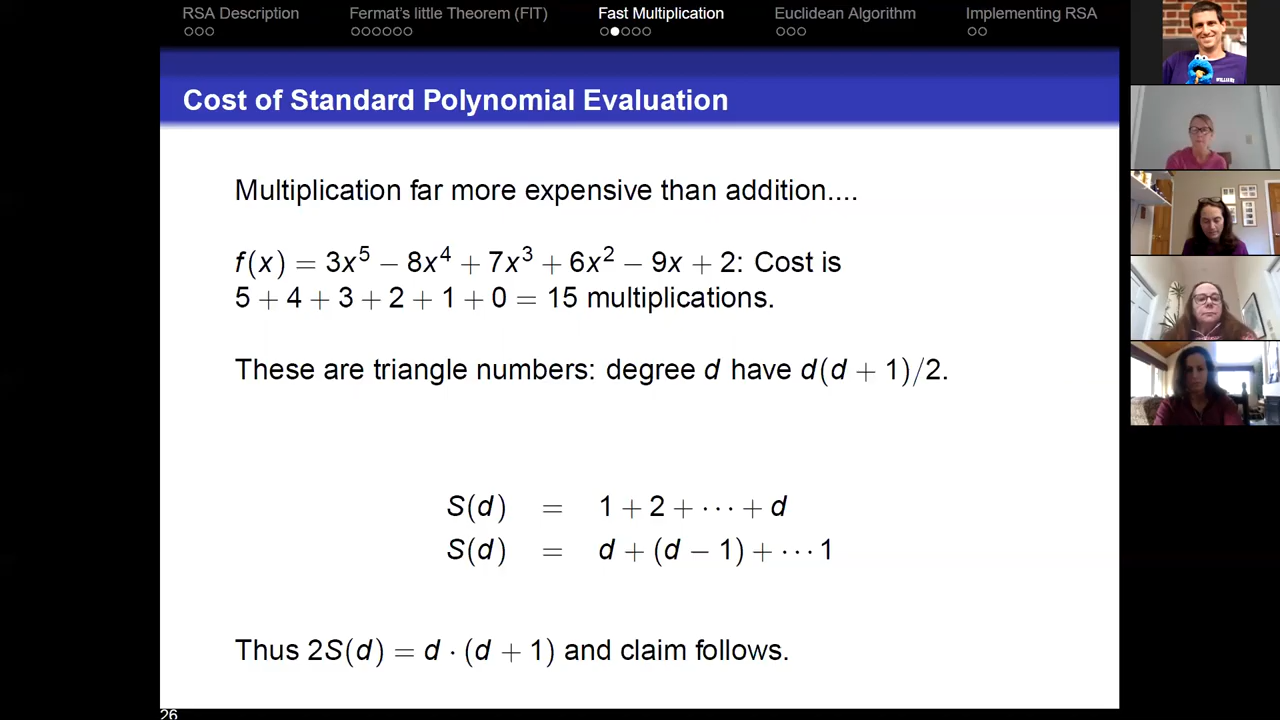 RSA Description Fermat's little Theorem (FlT) Fast Multiplication Euclidean Algorithm Implementing RSA
Cost of Standard Polynomial Evaluation
Multiplication far more expensive than addition....
f(x) = 3x⁵ − 8x⁴ + 7x³ + 6x² − 9x + 2: Cost is
5 + 4 + 3 + 2 + 1 + 0 = 15 multiplications.
These are triangle numbers: degree d have d(d + 1)/2.
S(d) = 1 + 2 + ··· + d
S(d) = d + (d − 1) + ··· 1
Thus 2S(d) = d · (d + 1) and claim follows.
26